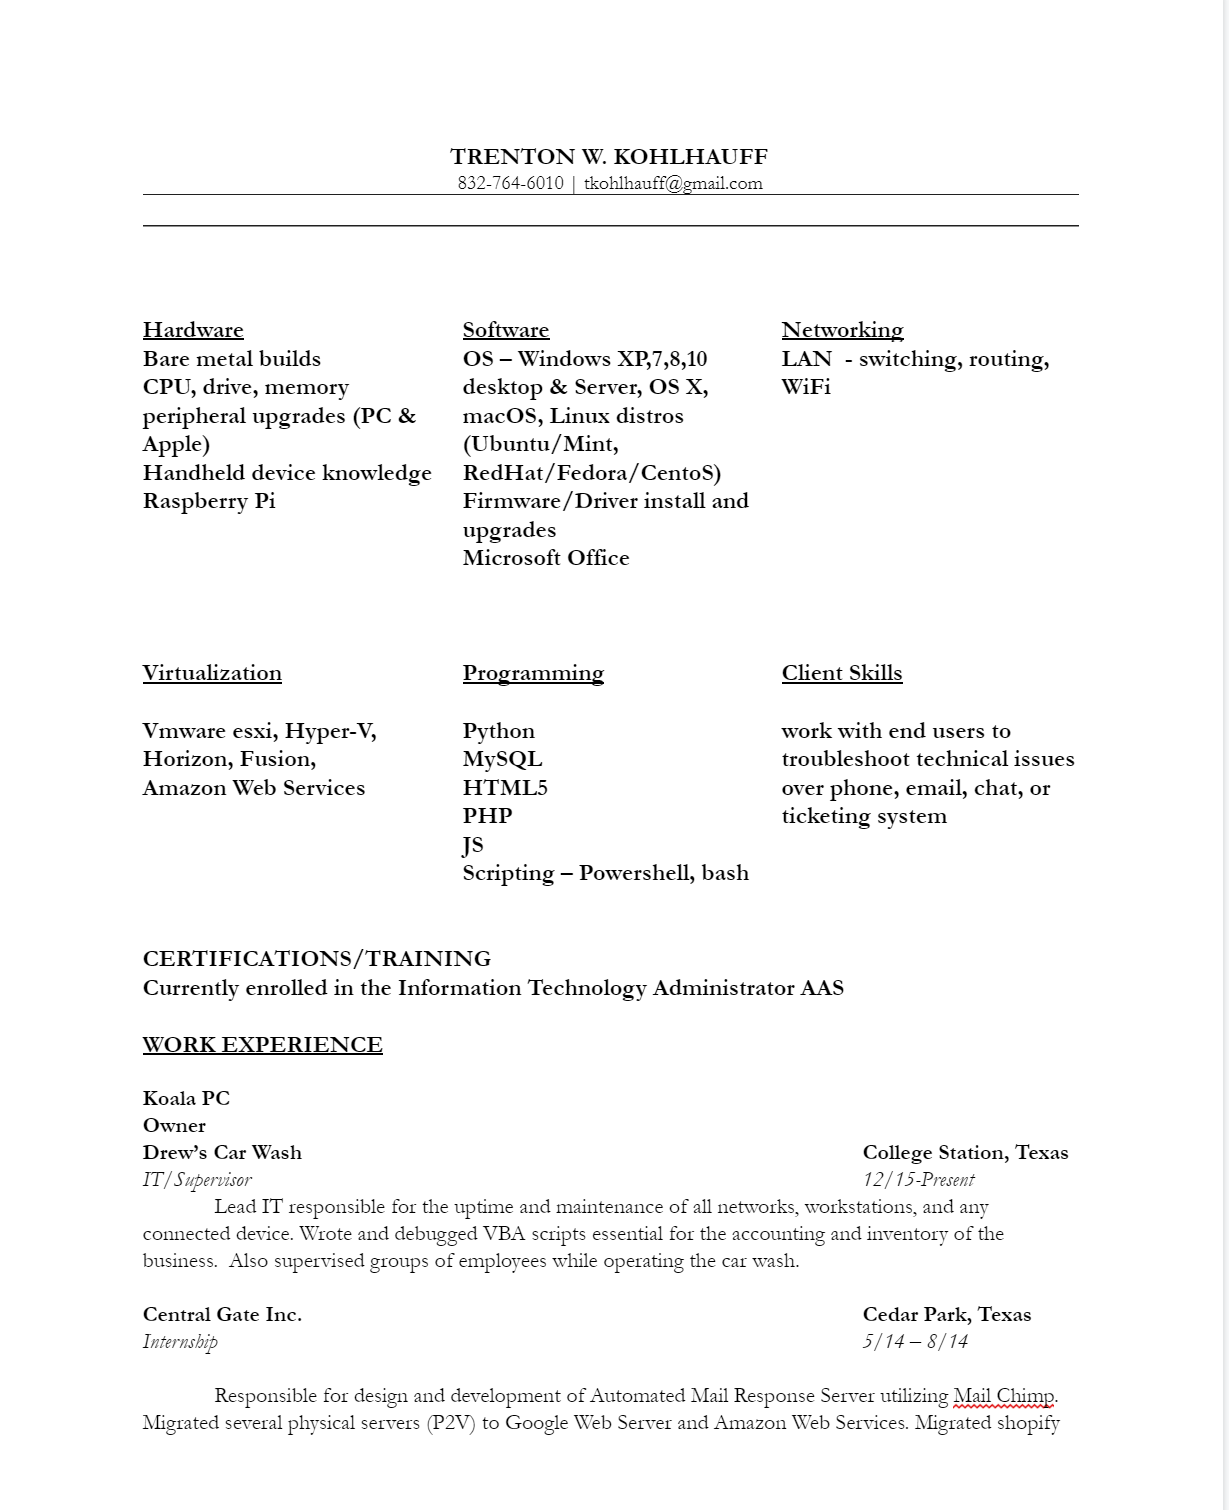 TRENTON W. KOHLHAUFF
832-764-6010 | tkohlhauff@gmail.com
Hardware
Bare metal builds
CPU, drive, memory
peripheral upgrades (PC &
Apple)
Handheld device knowledge
Raspberry Pi
Software
OS – Windows XP,7,8,10
desktop & Server, OS X,
macOS, Linux distros
(Ubuntu/Mint,
RedHat/Fedora/CentoS)
Firmware/Driver install and
upgrades
Microsoft Office
Networking
LAN  - switching, routing,
WiFi
Virtualization
Vmware esxi, Hyper-V,
Horizon, Fusion,
Amazon Web Services
Programming
Python
MySQL
HTML5
PHP
JS
Scripting – Powershell, bash
Client Skills
work with end users to
troubleshoot technical issues
over phone, email, chat, or
ticketing system
CERTIFICATIONS/TRAINING
Currently enrolled in the Information Technology Administrator AAS
WORK EXPERIENCE
Koala PC
Owner
Drew’s Car Wash College Station, Texas
IT/Supervisor 12/15-Present
Lead IT responsible for the uptime and maintenance of all networks, workstations, and any
connected device. Wrote and debugged VBA scripts essential for the accounting and inventory of the
business.  Also supervised groups of employees while operating the car wash.
Central Gate Inc. Cedar Park, Texas
Internship 5/14 – 8/14
Responsible for design and development of Automated Mail Response Server utilizing Mail Chimp.
Migrated several physical servers (P2V) to Google Web Server and Amazon Web Services. Migrated shopify